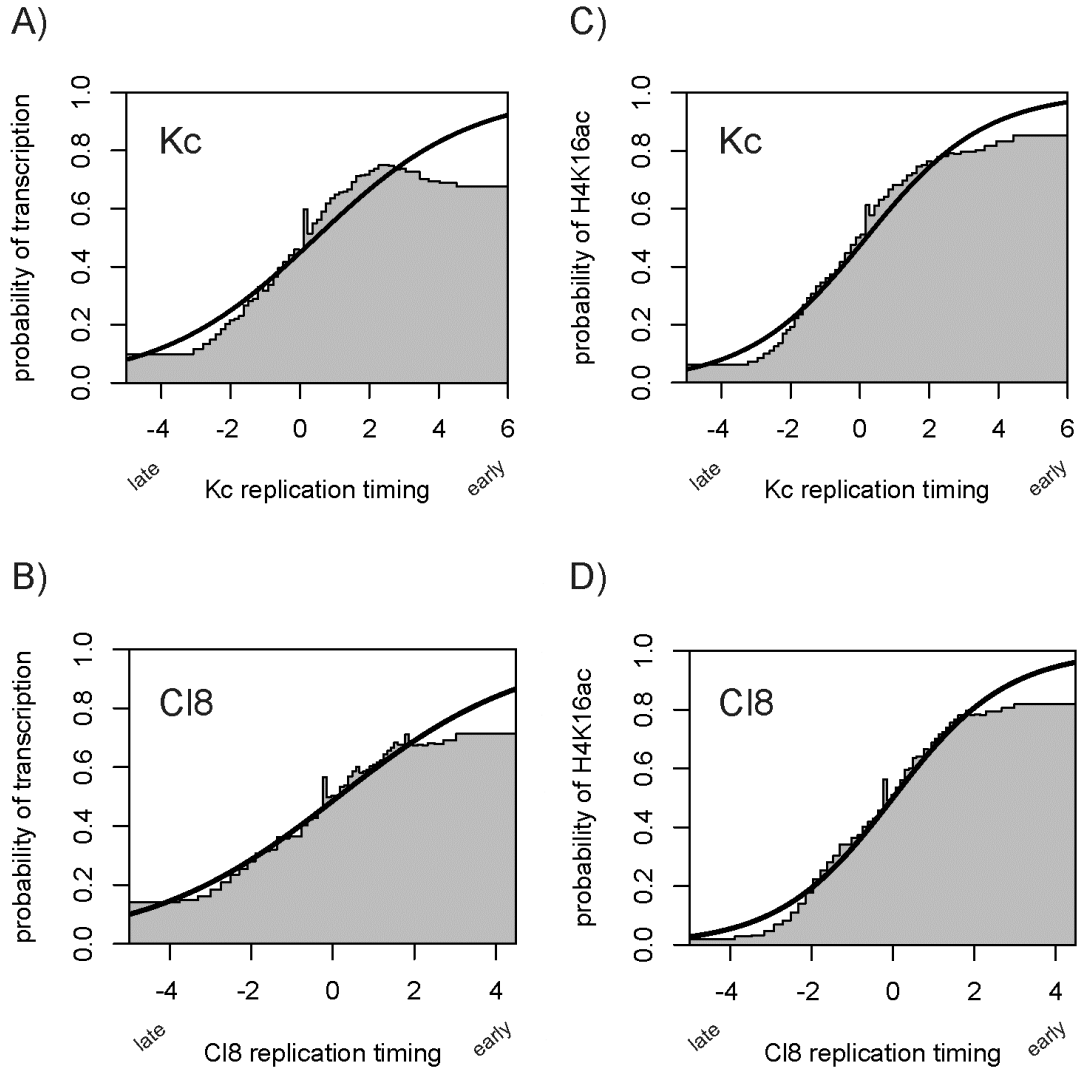 A)
probability of transcription
0.0 0.2 0.4 0.6 0.8 1.0
Kc
-4 -2 0 2 4 6
late
early
Kc replication timing
C)
probability of H4K16ac
0.0 0.2 0.4 0.6 0.8 1.0
Kc
-4 -2 0 2 4 6
late
early
Kc replication timing
B)
probability of transcription
0.0 0.2 0.4 0.6 0.8 1.0
Cl8
-4 -2 0 2 4
late
early
Cl8 replication timing
D)
probability of H4K16ac
0.0 0.2 0.4 0.6 0.8 1.0
Cl8
-4 -2 0 2 4
late
early
Cl8 replication timing